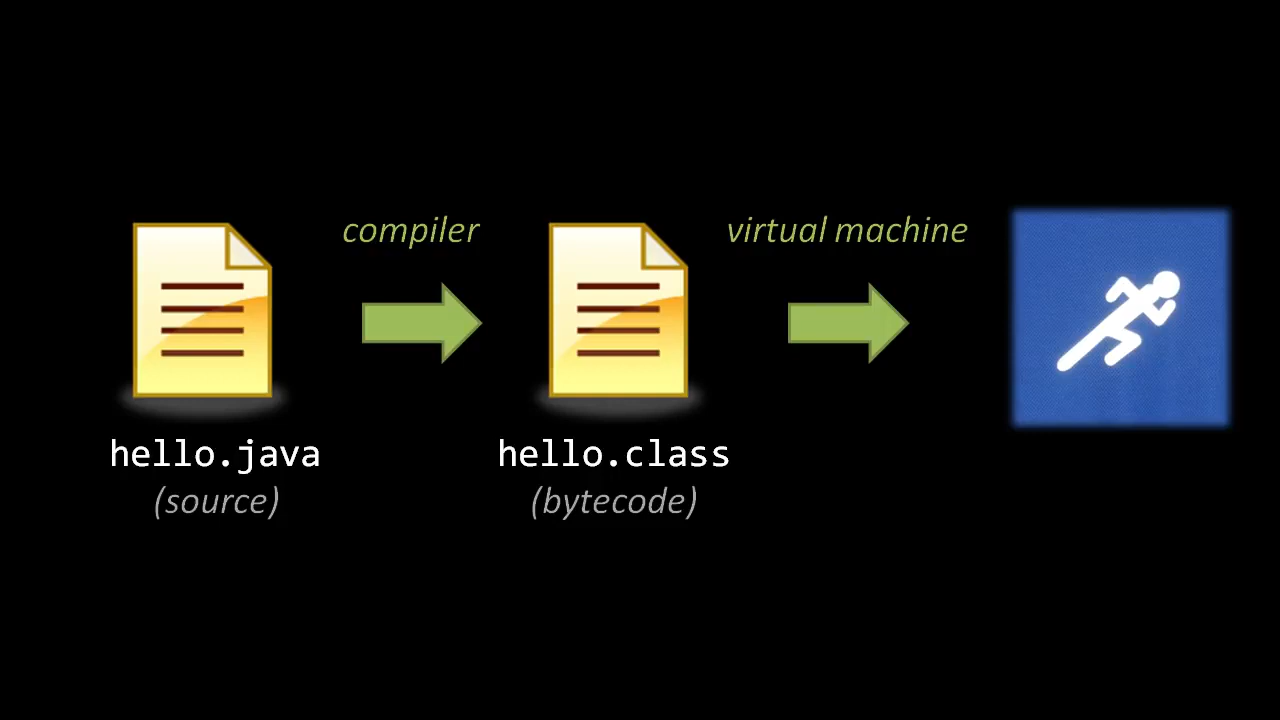 compiler
virtual machine
hello.java
(source)
hello.class
(bytecode)